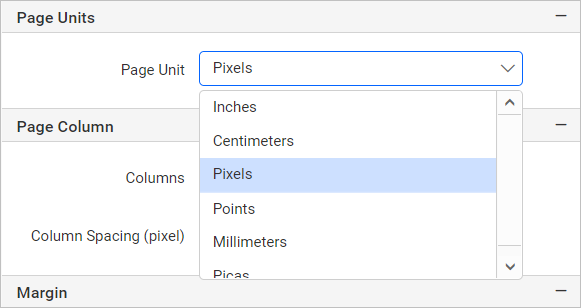 Page Units
Page Unit Pixels
Inches
Page Column
Centimeters
Columns Pixels
Points
Column Spacing (pixel) Millimeters
Picas
Margin